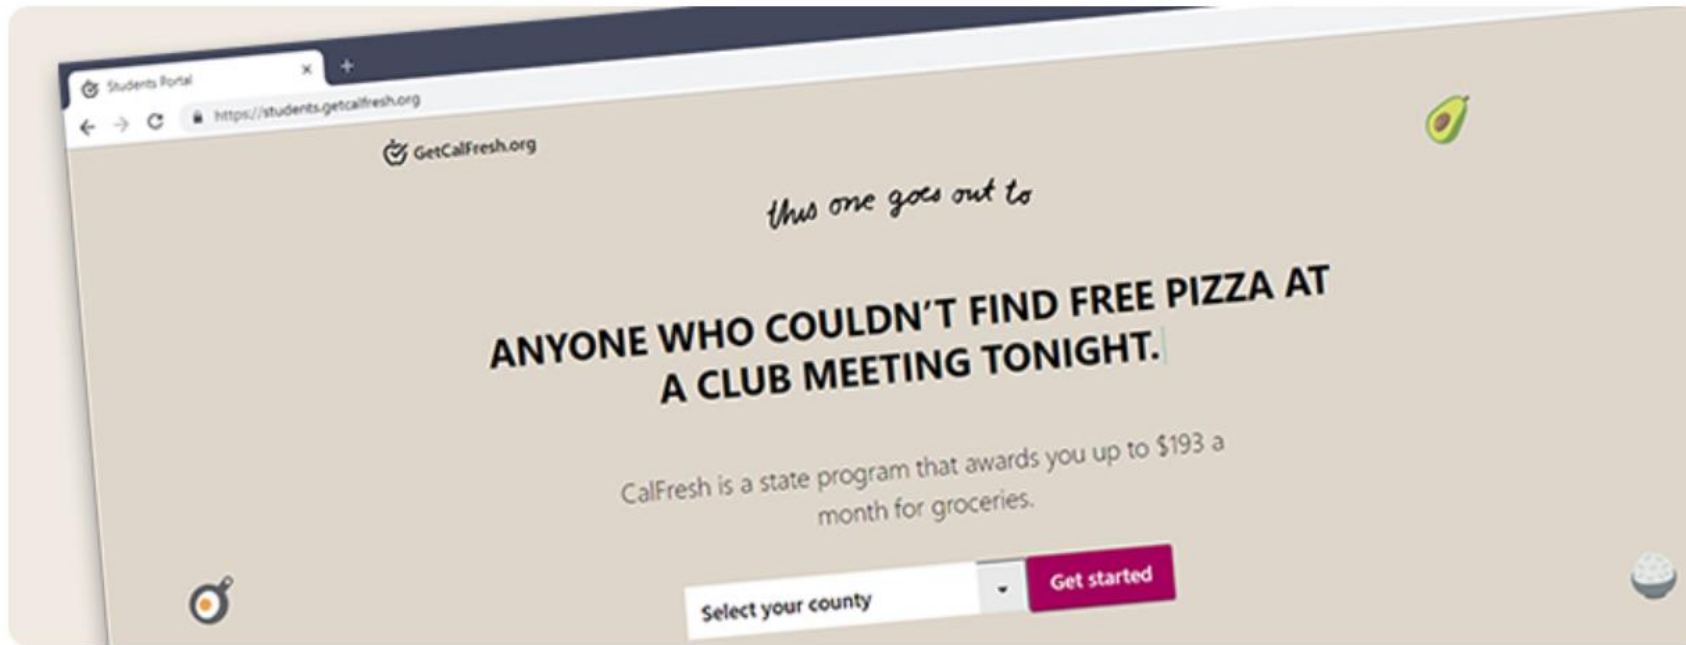 Students Portal
https://students.getcalfresh.org
GetCalFresh.org
this one goes out to
ANYONE WHO COULDN'T FIND FREE PIZZA AT
A CLUB MEETING TONIGHT.
CalFresh is a state program that awards you up to $193 a
month for groceries.
Select your county
Get started